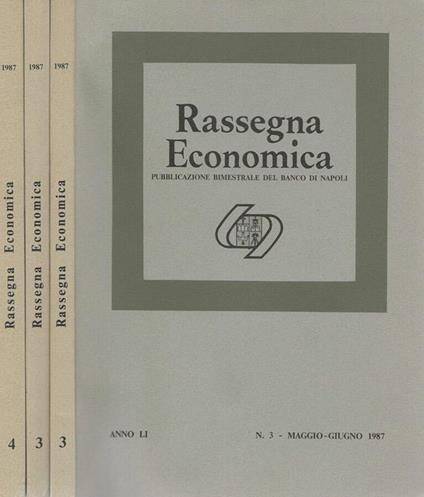 1987
Rassegna Economica
4
1987
Rassegna Economica
3
1987
Rassegna Economica
3
Rassegna
Economica
PUBBLICAZIONE BIMESTRALE DEL BANCO DI NAPOLI
ANNO LI
N. 3 - MAGGIO-GIUGNO 1987